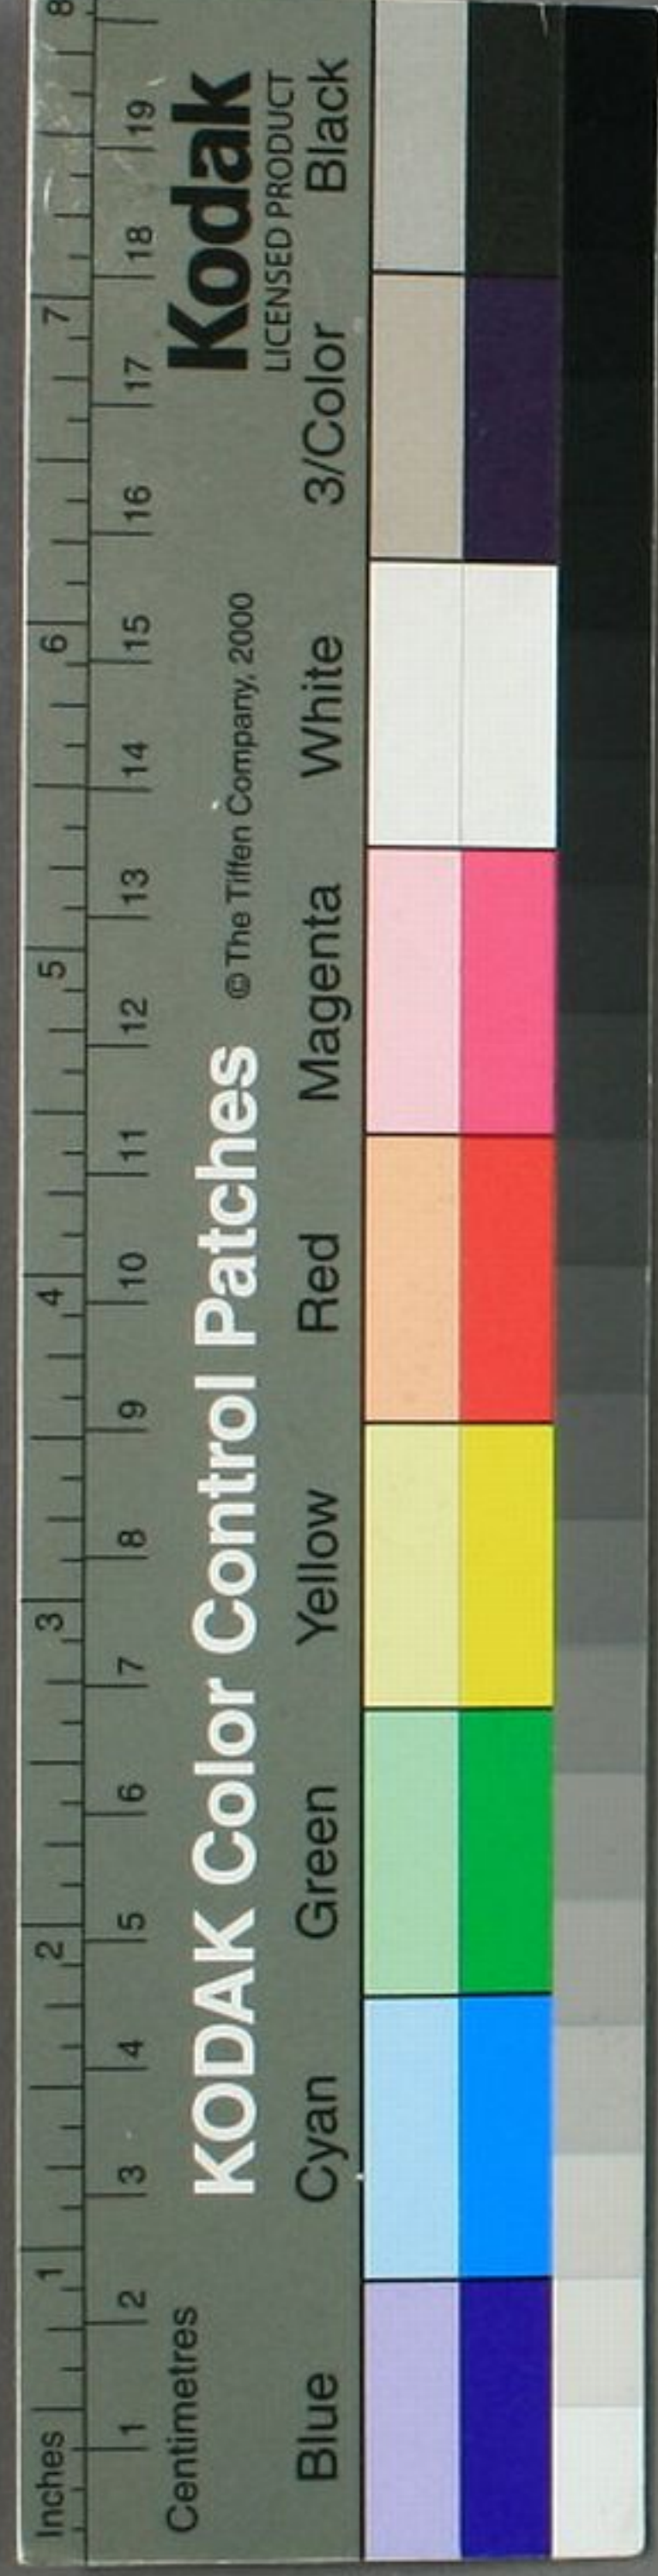 Inches 1 2 3 4 5 6 7 8
1 2 3 4 5 6 7 8 9 10 11 12 13 14 15 16 17 18 19
Centimetres
KODAK Color Control Patches © The Tiffen Company, 2000 Kodak
LICENSED PRODUCT
Blue Cyan Green Yellow Red Magenta White 3/Color Black